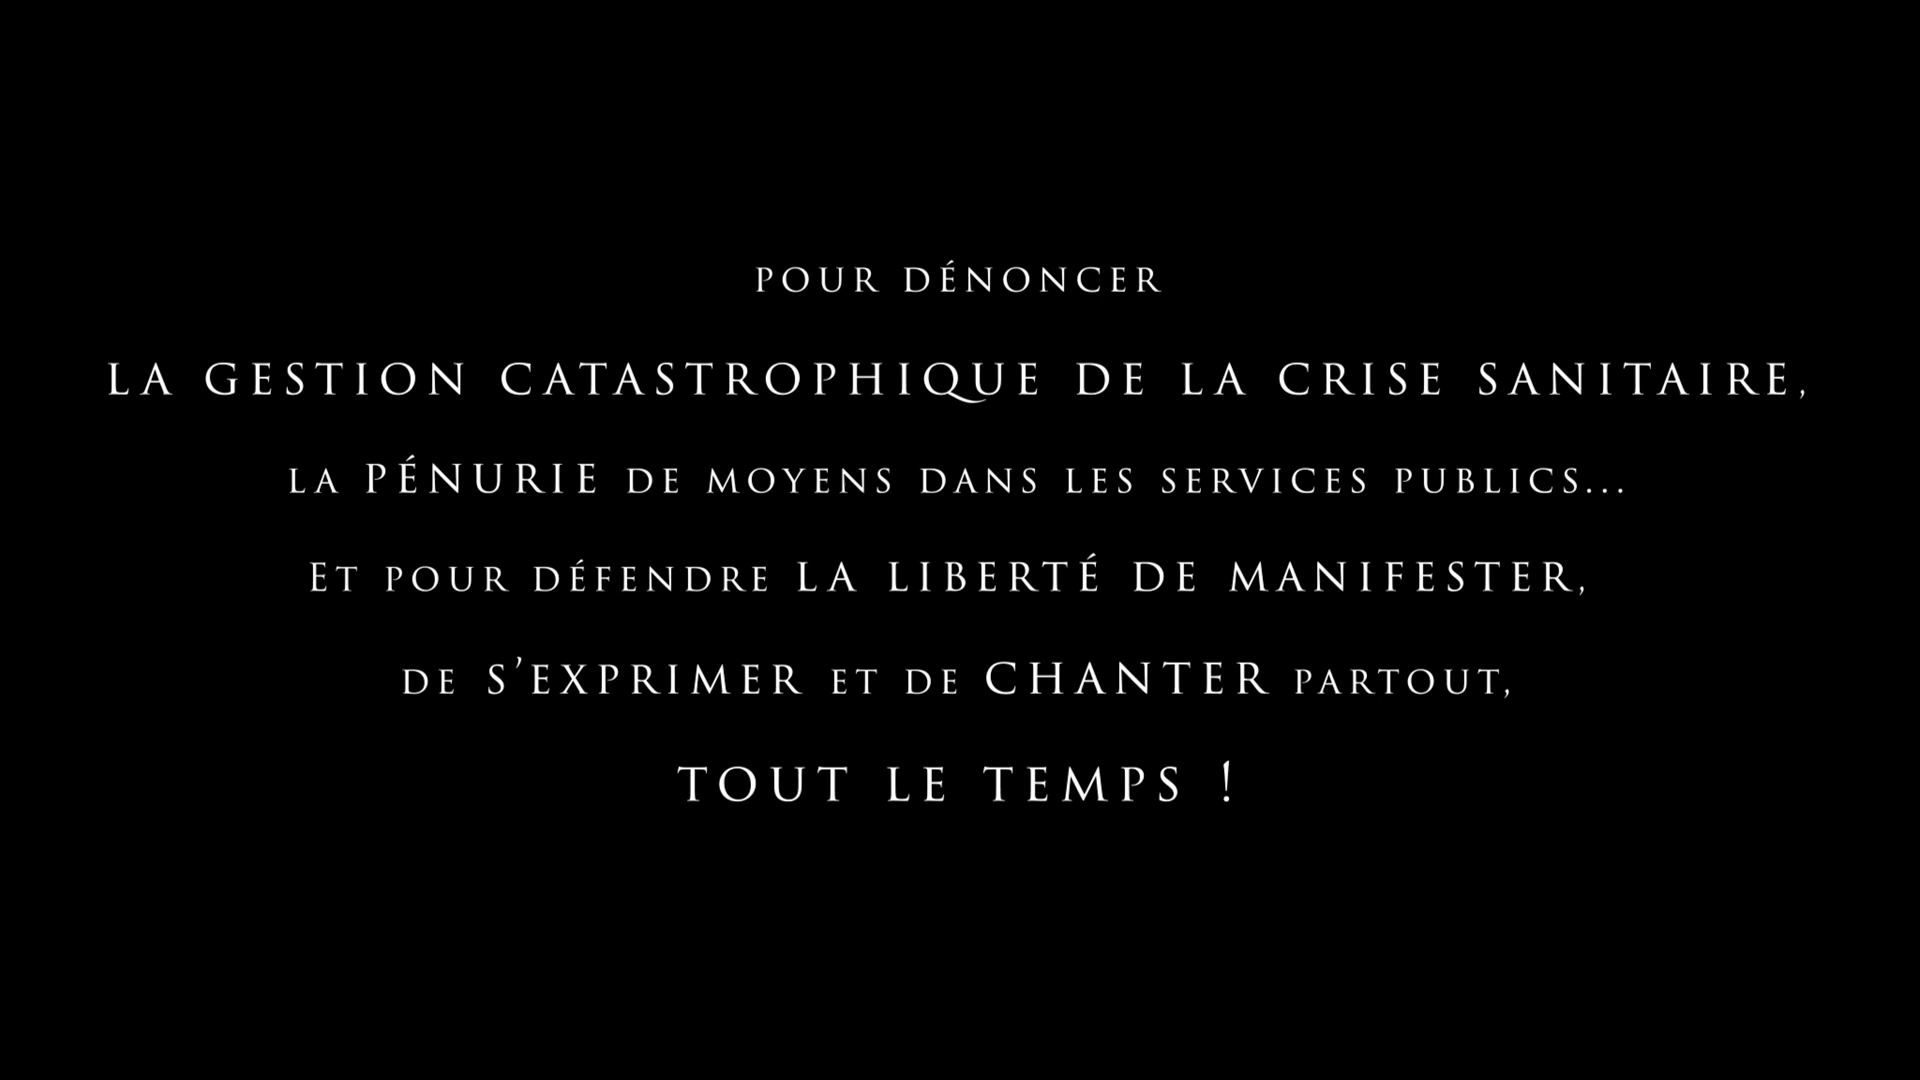 POUR DÉNONCER
LA GESTION CATASTROPHIQUE DE LA CRISE SANITAIRE,
LA PÉNURIE DE MOYENS DANS LES SERVICES PUBLICS...
ET POUR DÉFENDRE LA LIBERTÉ DE MANIFESTER,
DE S’EXPRIMER ET DE CHANTER PARTOUT,
TOUT LE TEMPS !